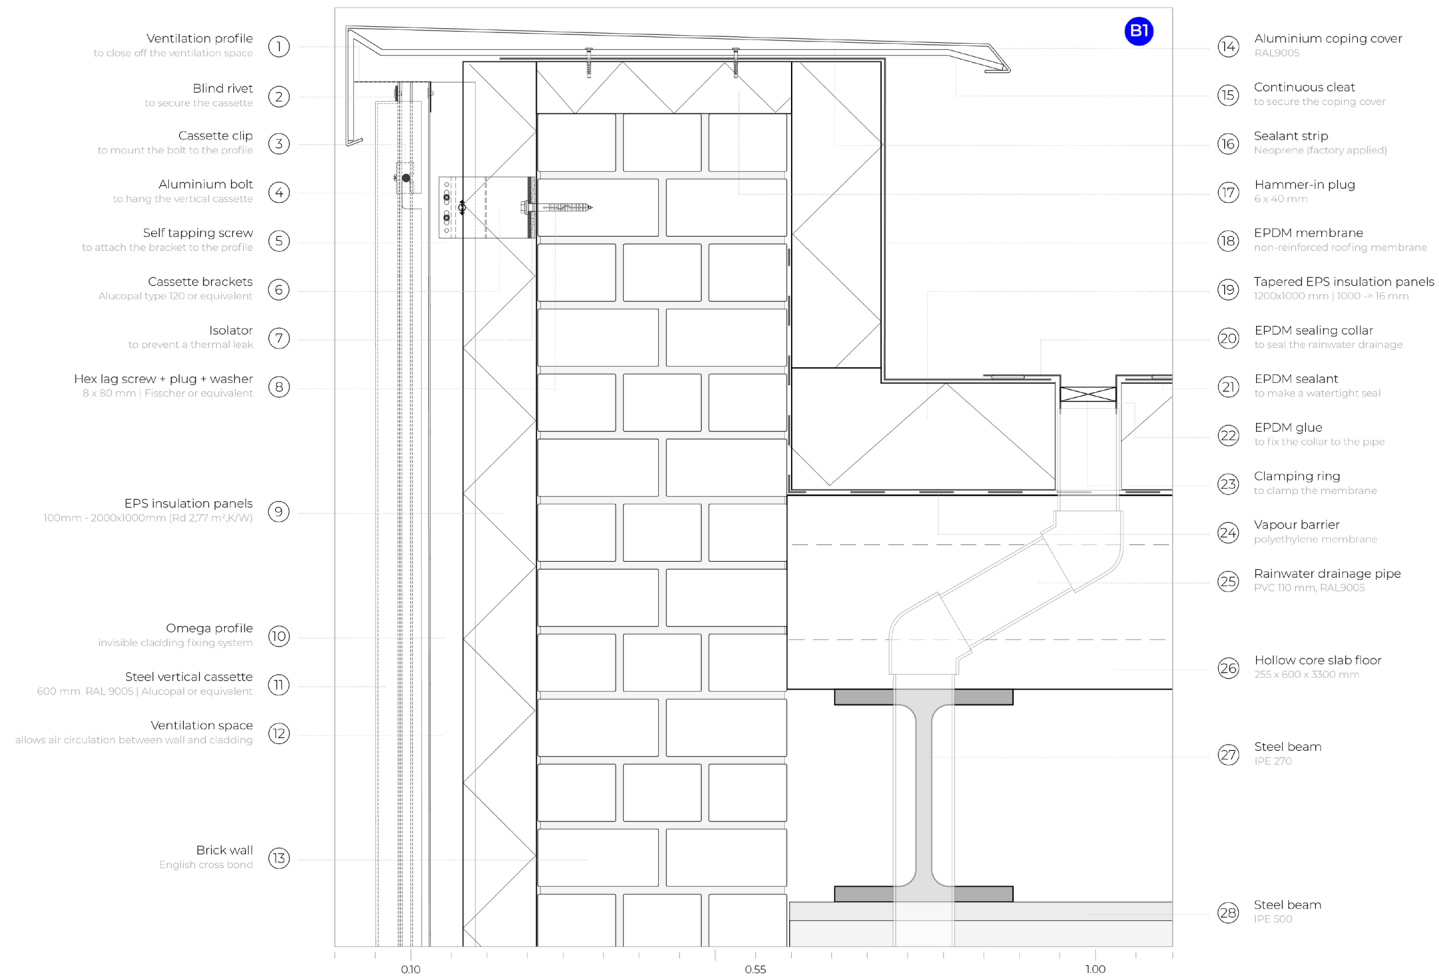 B1
1
Ventilation profile
to close off the ventilation space
2
Blind rivet
to secure the cassette
3
Cassette clip
to mount the bolt to the profile
4
Aluminium bolt
to hang the vertical cassette
5
Self tapping screw
to attach the bracket to the profile
6
Cassette brackets
Alucopal type 120 or equivalent
7
Isolator
to prevent a thermal leak
8
Hex lag screw + plug + washer
8 x 80 mm | Fisscher or equivalent
9
EPS insulation panels
100mm - 2000x1000mm (Rd 2,77 m²,K/W)
10
Omega profile
invisible cladding fixing system
11
Steel vertical cassette
600 mm RAL 9005 | Alucopal or equivalent
12
Ventilation space
allows air circulation between wall and cladding
13
Brick wall
English cross bond
14
Aluminium coping cover
RAL9005
15
Continuous cleat
to secure the coping cover
16
Sealant strip
Neoprene (factory applied)
17
Hammer-in plug
6 x 40 mm
18
EPDM membrane
non-reinforced roofing membrane
19
Tapered EPS insulation panels
1200x1000 mm | 1000 -> 16 mm
20
EPDM sealing collar
to seal the rainwater drainage
21
EPDM sealant
to make a watertight seal
22
EPDM glue
to fix the collar to the pipe
23
Clamping ring
to clamp the membrane
24
Vapour barrier
polyethylene membrane
25
Rainwater drainage pipe
PVC 110 mm, RAL9005
26
Hollow core slab floor
255 x 600 x 3300 mm
27
Steel beam
IPE 270
28
Steel beam
IPE 500
0.10
0.55
1.00